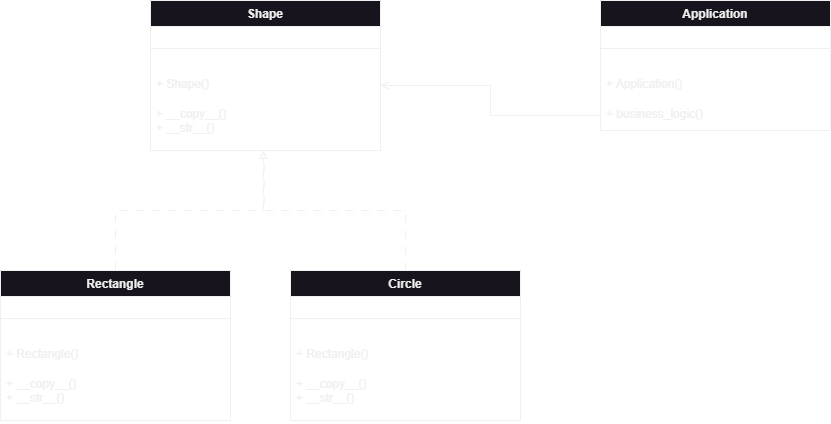 Shape
+ Shape()
+ __copy__()
+ __str__()
Application
+ Application()
+ business_logic()
Rectangle
+ Rectangle()
+ __copy__()
+ __str__()
Circle
+ Rectangle()
+ __copy__()
+ __str__()